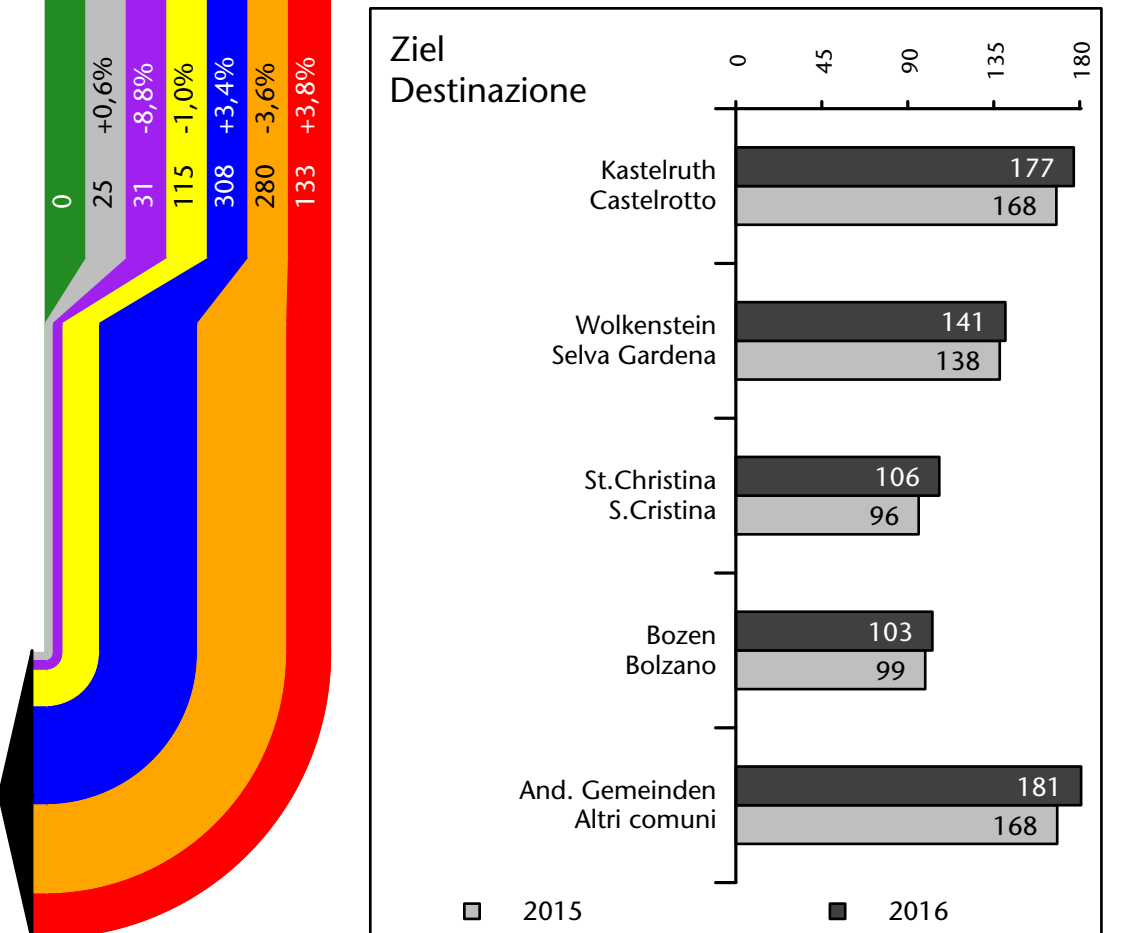 0
25 +0,6%
31 -8,8%
115 -1,0%
308 +3,4%
280 -3,6%
133 +3,8%
Ziel
Destinazione
0 45 90 135 180
Kastelruth
Castelrotto
177
168
Wolkenstein
Selva Gardena
141
138
St.Christina
S.Cristina
106
96
Bozen
Bolzano
103
99
And. Gemeinden
Altri comuni
181
168
2015 2016